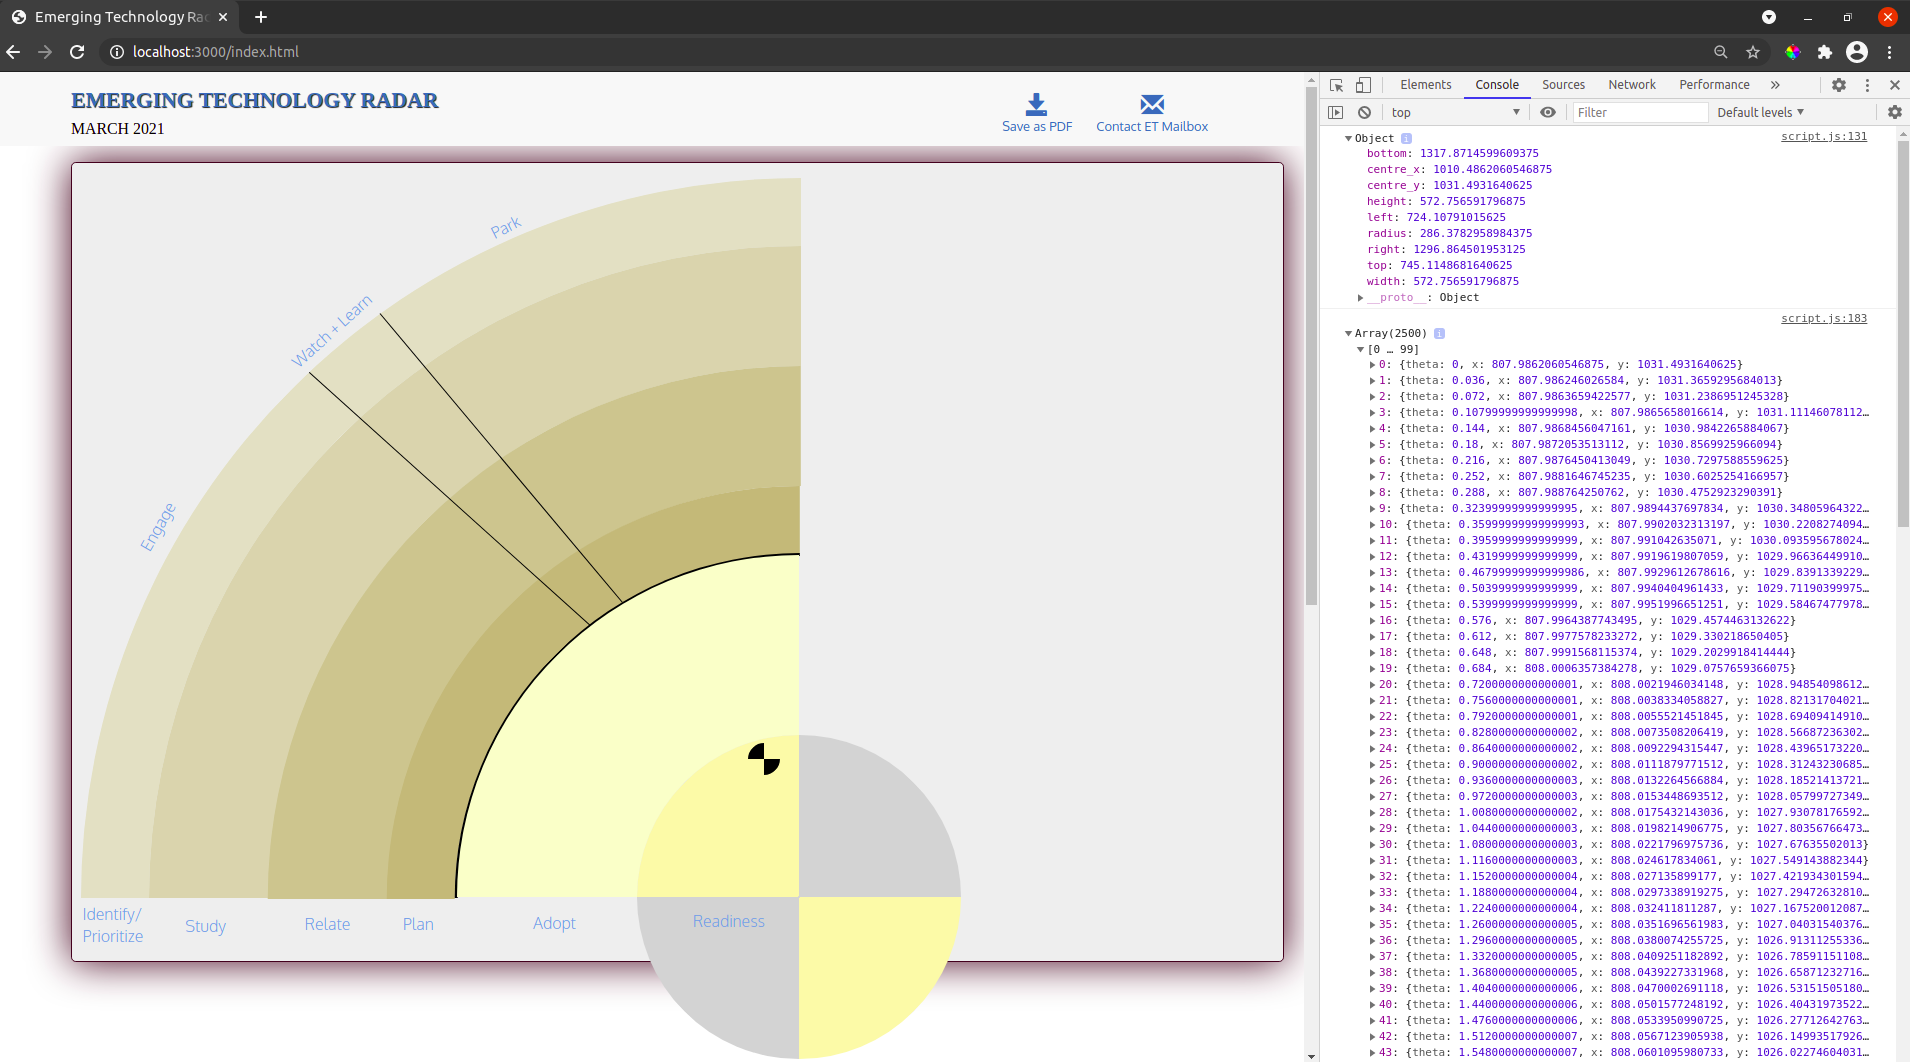 Emerging Technology Rad
localhost:3000/index.html
EMERGING TECHNOLOGY RADAR
MARCH 2021
Save as PDF
Contact ET Mailbox
Park
Watch + Learn
Engage
Identify/
Prioritize
Study
Relate
Plan
Adopt
Readiness
Elements Console Sources Network Performance »
top Filter Default levels
script.js:131
Object
bottom: 1317.8714599609375
centre_x: 1010.4862060546875
centre_y: 1031.4931640625
height: 572.756591796875
left: 724.10791015625
radius: 286.3782958984375
right: 1296.864501953125
top: 745.1148681640625
width: 572.756591796875
__proto__: Object
script.js:183
Array(2500)
[0 … 99]
0: {theta: 0, x: 807.9862060546875, y: 1031.4931640625}
1: {theta: 0.036, x: 807.986246026584, y: 1031.3659295684013}
2: {theta: 0.072, x: 807.9863659422577, y: 1031.2386951245328}
3: {theta: 0.10799999999999998, x: 807.9865658016614, y: 1031.11146078112…
4: {theta: 0.144, x: 807.9868456047161, y: 1030.9842265884067}
5: {theta: 0.18, x: 807.9872053513112, y: 1030.8569925966094}
6: {theta: 0.216, x: 807.9876450413049, y: 1030.7297588559625}
7: {theta: 0.252, x: 807.9881646745235, y: 1030.6025254166957}
8: {theta: 0.288, x: 807.988764250762, y: 1030.4752923290391}
9: {theta: 0.32399999999999995, x: 807.9894437697834, y: 1030.34805964322…
10: {theta: 0.35999999999999993, x: 807.9902032313197, y: 1030.2208274094…
11: {theta: 0.3959999999999999, x: 807.991042635071, y: 1030.093595678024…
12: {theta: 0.4319999999999999, x: 807.9919619807059, y: 1029.96636449910…
13: {theta: 0.46799999999999986, x: 807.9929612678616, y: 1029.8391339229…
14: {theta: 0.5039999999999999, x: 807.9940404961433, y: 1029.71190399975…
15: {theta: 0.5399999999999999, x: 807.9951996651251, y: 1029.58467477978…
16: {theta: 0.576, x: 807.9964387743495, y: 1029.4574463132622}
17: {theta: 0.612, x: 807.9977578233272, y: 1029.330218650405}
18: {theta: 0.648, x: 807.9991568115374, y: 1029.2029918414444}
19: {theta: 0.684, x: 808.0006357384278, y: 1029.0757659366075}
20: {theta: 0.7200000000000001, x: 808.0021946034148, y: 1028.94854098612…
21: {theta: 0.7560000000000001, x: 808.0038334058827, y: 1028.82131704021…
22: {theta: 0.7920000000000001, x: 808.0055521451845, y: 1028.69409414910…
23: {theta: 0.8280000000000002, x: 808.0073508206419, y: 1028.56687236302…
24: {theta: 0.8640000000000002, x: 808.0092294315447, y: 1028.43965173220…
25: {theta: 0.9000000000000002, x: 808.0111879771512, y: 1028.31243230685…
26: {theta: 0.9360000000000003, x: 808.0132264566884, y: 1028.18521413721…
27: {theta: 0.9720000000000003, x: 808.0153448693512, y: 1028.05799727349…
28: {theta: 1.0080000000000002, x: 808.0175432143036, y: 1027.93078176592…
29: {theta: 1.0440000000000003, x: 808.0198214906775, y: 1027.80356766473…
30: {theta: 1.0800000000000003, x: 808.0221796975736, y: 1027.67635502013}
31: {theta: 1.1160000000000003, x: 808.024617834061, y: 1027.549143882344}
32: {theta: 1.1520000000000004, x: 808.027135899177, y: 1027.421934301594…
33: {theta: 1.1880000000000004, x: 808.0297338919275, y: 1027.29472632810…
34: {theta: 1.2240000000000004, x: 808.032411811287, y: 1027.167520012087…
35: {theta: 1.2600000000000005, x: 808.0351696561983, y: 1027.04031540376…
36: {theta: 1.2960000000000005, x: 808.0380074255725, y: 1026.91311255336…
37: {theta: 1.3320000000000005, x: 808.0409251182892, y: 1026.78591151108…
38: {theta: 1.3680000000000005, x: 808.0439227331968, y: 1026.65871232716…
39: {theta: 1.4040000000000006, x: 808.0470002691118, y: 1026.53151505180…
40: {theta: 1.4400000000000006, x: 808.0501577248192, y: 1026.40431973522…
41: {theta: 1.4760000000000006, x: 808.0533950990725, y: 1026.27712642763…
42: {theta: 1.5120000000000007, x: 808.0567123905938, y: 1026.14993517926…
43: {theta: 1.5480000000000007, x: 808.0601095980733, y: 1026.02274604031…